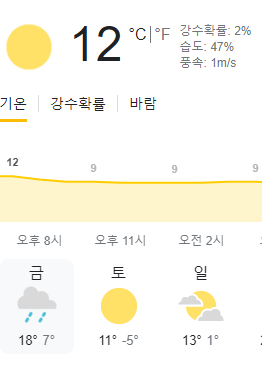 12 °C | °F
강수확률: 2%
습도: 47%
풍속: 1m/s
기온 | 강수확률 | 바람
12 9 9 9
오후 8시 오후 11시 오전 2시
금 토 일
18° 7° 11° -5° 13° 1°